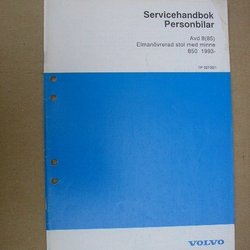 Servicehandbok
Personbilar
Avd 8(85)
Elmanövrerad stol med minne
850 1993-
VOLVO